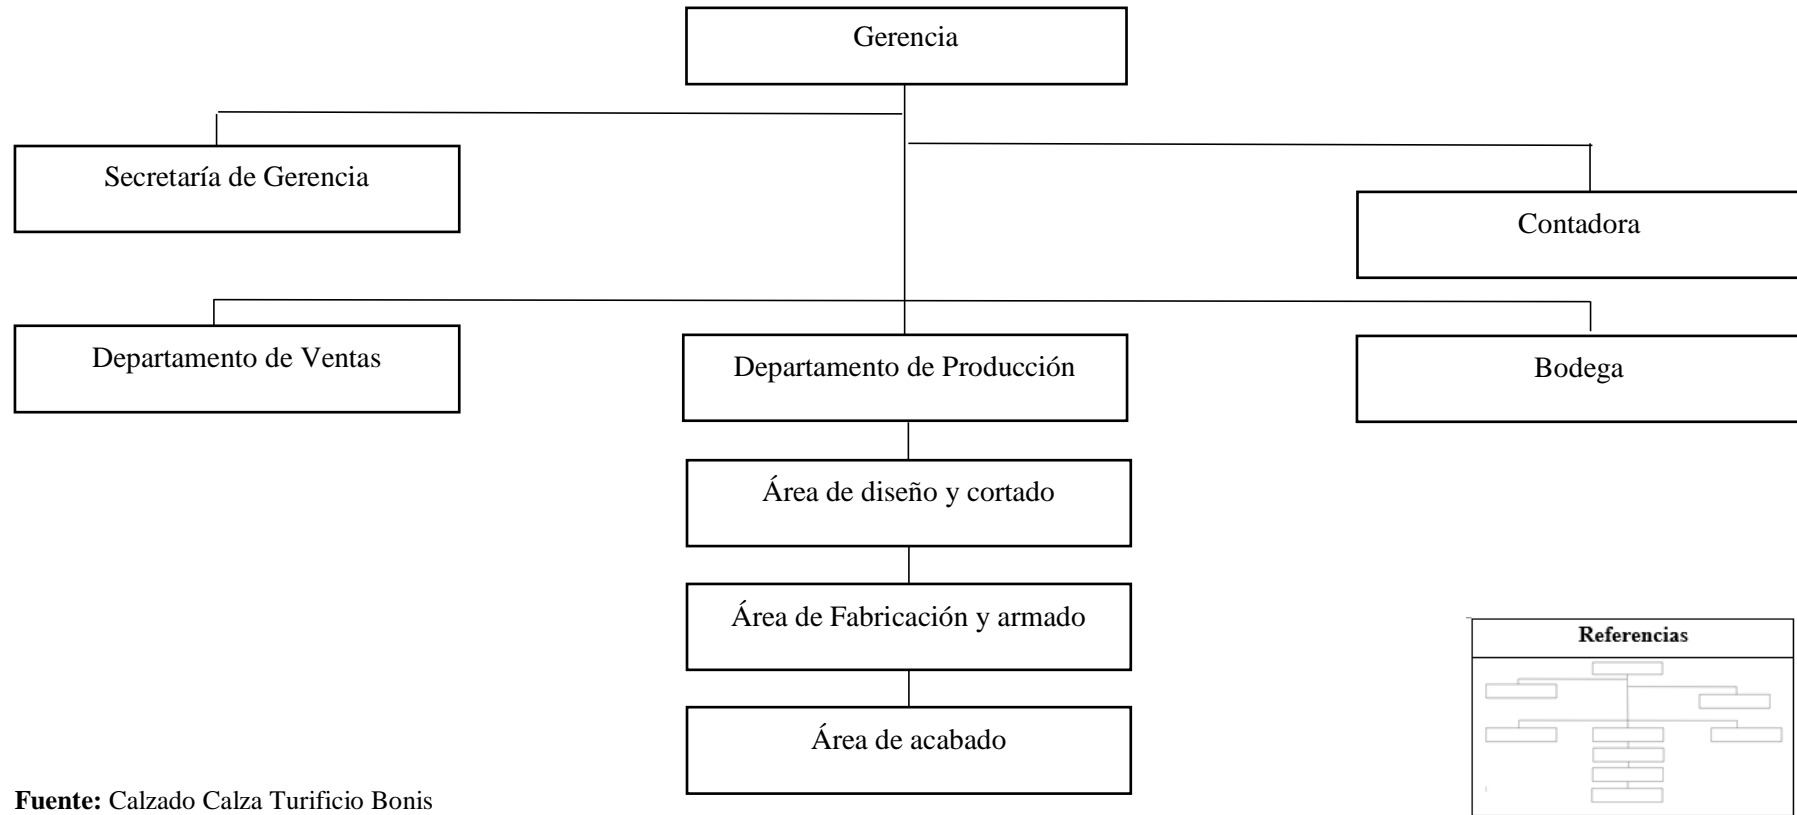 Gerencia
Secretaría de Gerencia
Contadora
Departamento de Ventas
Departamento de Producción
Bodega
Área de diseño y cortado
Área de Fabricación y armado
Referencias
Área de acabado
Fuente: Calzado Calza Turificio Bonis